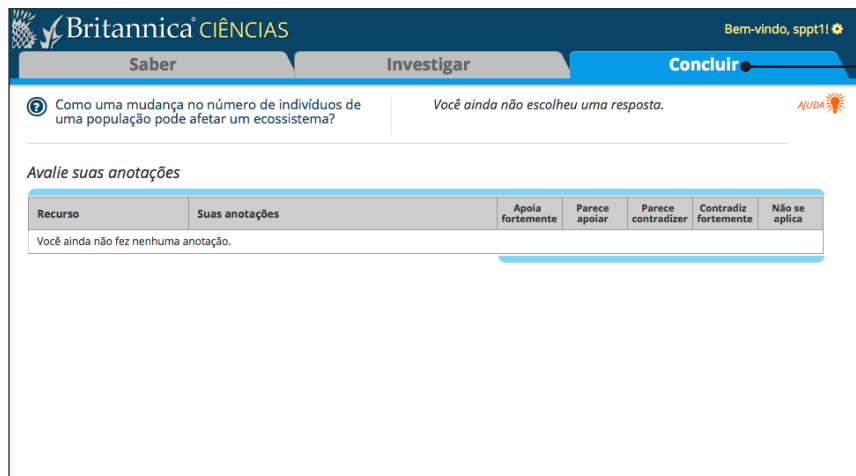 Britannica® CIÊNCIAS
Bem-vindo, sppt1!
Saber
Investigar
Concluir
Como uma mudança no número de indivíduos de
uma população pode afetar um ecossistema?
Você ainda não escolheu uma resposta.
AJUDA
Avalie suas anotações
Recurso
Suas anotações
Apoia
fortemente
Parece
apoiar
Parece
contradizer
Contradiz
fortemente
Não se
aplica
Você ainda não fez nenhuma anotação.